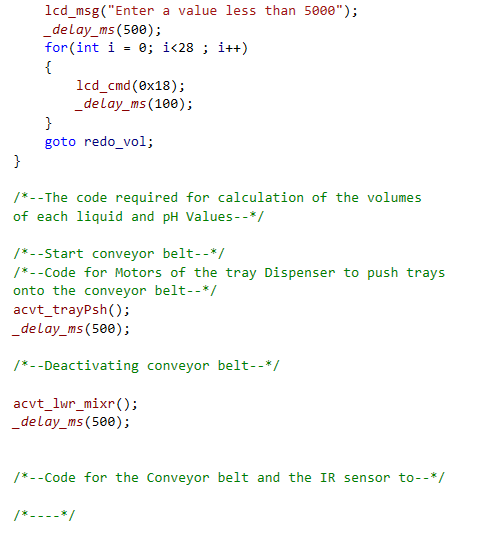 lcd_msg("Enter a value less than 5000");
_delay_ms(500);
for(int i = 0; i<28 ; i++)
{
lcd_cmd(0x18);
_delay_ms(100);
}
goto redo_vol;
}
/*--The code required for calculation of the volumes
of each liquid and pH Values--*/
/*--Start conveyor belt--*/
/*--Code for Motors of the tray Dispenser to push trays
onto the conveyor belt--*/
acvt_trayPsh();
_delay_ms(500);
/*--Deactivating conveyor belt--*/
acvt_lwr_mixr();
_delay_ms(500);
/*--Code for the Conveyor belt and the IR sensor to--*/
/*----*/